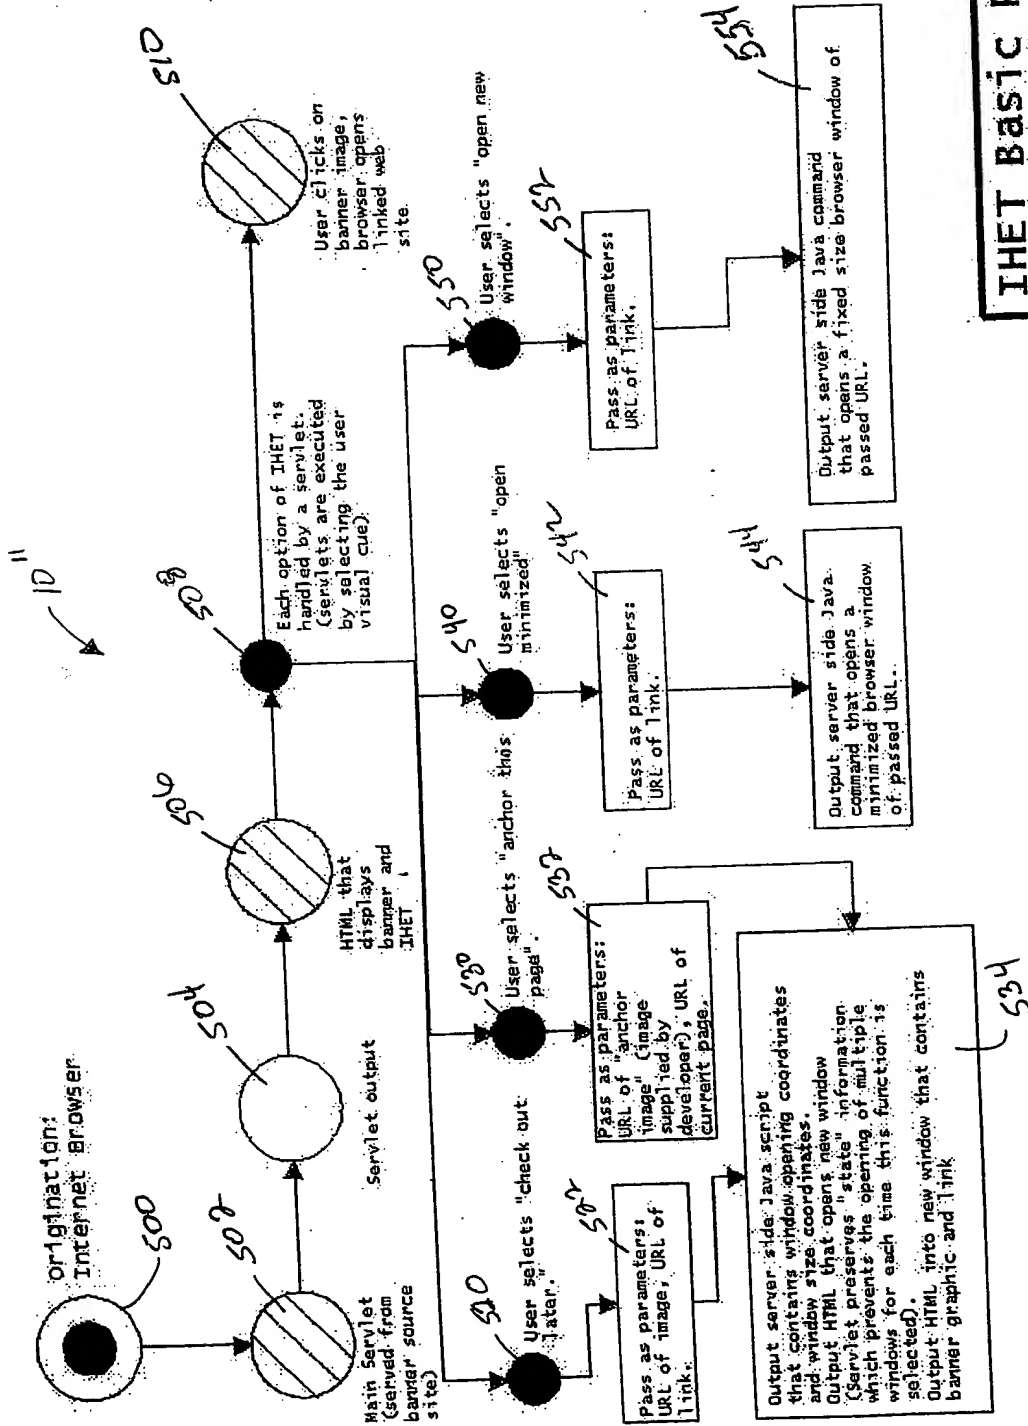 10"
Origination:
Internet Browser
500
502
Main Servlet
(served from
banner source
site)
504
Servlet output
506
HTML that
displays
banner and
IHET
508
Each option of IHET is
handled by a servlet.
(servlets are executed
by selecting the user
visual cue)
510
User clicks on
banner image,
browser opens
linked web
site.
520
User selects "check out
later."
522
Pass as parameters:
URL of image, URL of
link.
530
User selects "anchor this
page".
532
Pass as parameters:
URL of "anchor
image" (image
supplied by
developer), URL of
current page.
534
Output server side Java script
that contains window opening coordinates
and window size coordinates.
Output HTML that opens new window
(Servlet preserves "state" information
which prevents the opening of multiple
windows for each time this function is
selected).
Output HTML into new window that contains
banner graphic and link
540
User selects "open
minimized"
542
Pass as parameters:
URL of link.
544
Output server side Java
command that opens a
minimized browser window
of passed URL.
550
User selects "open new
window".
552
Pass as parameters:
URL of link.
554
Output server side Java command
that opens a fixed size browser window of
passed URL.
IHET Basic